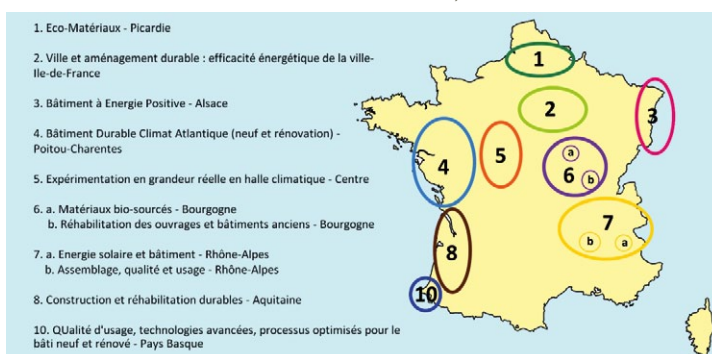 1. Eco-Matériaux - Picardie
2. Ville et aménagement durable : efficacité énergétique de la ville-
Ile-de-France
3. Bâtiment à Energie Positive - Alsace
4. Bâtiment Durable Climat Atlantique (neuf et rénovation) -
Poitou-Charentes
5. Expérimentation en grandeur réelle en halle climatique - Centre
6. a. Matériaux bio-sourcés - Bourgogne
b. Réhabilitation des ouvrages et bâtiments anciens - Bourgogne
7. a. Energie solaire et bâtiment - Rhône-Alpes
b. Assemblage, qualité et usage - Rhône-Alpes
8. Construction et réhabilitation durables - Aquitaine
10. QUalité d'usage, technologies avancées, processus optimisés pour le
bâti neuf et rénové - Pays Basque
1
2
3
4
5
a
6
b
7
b
a
8
10